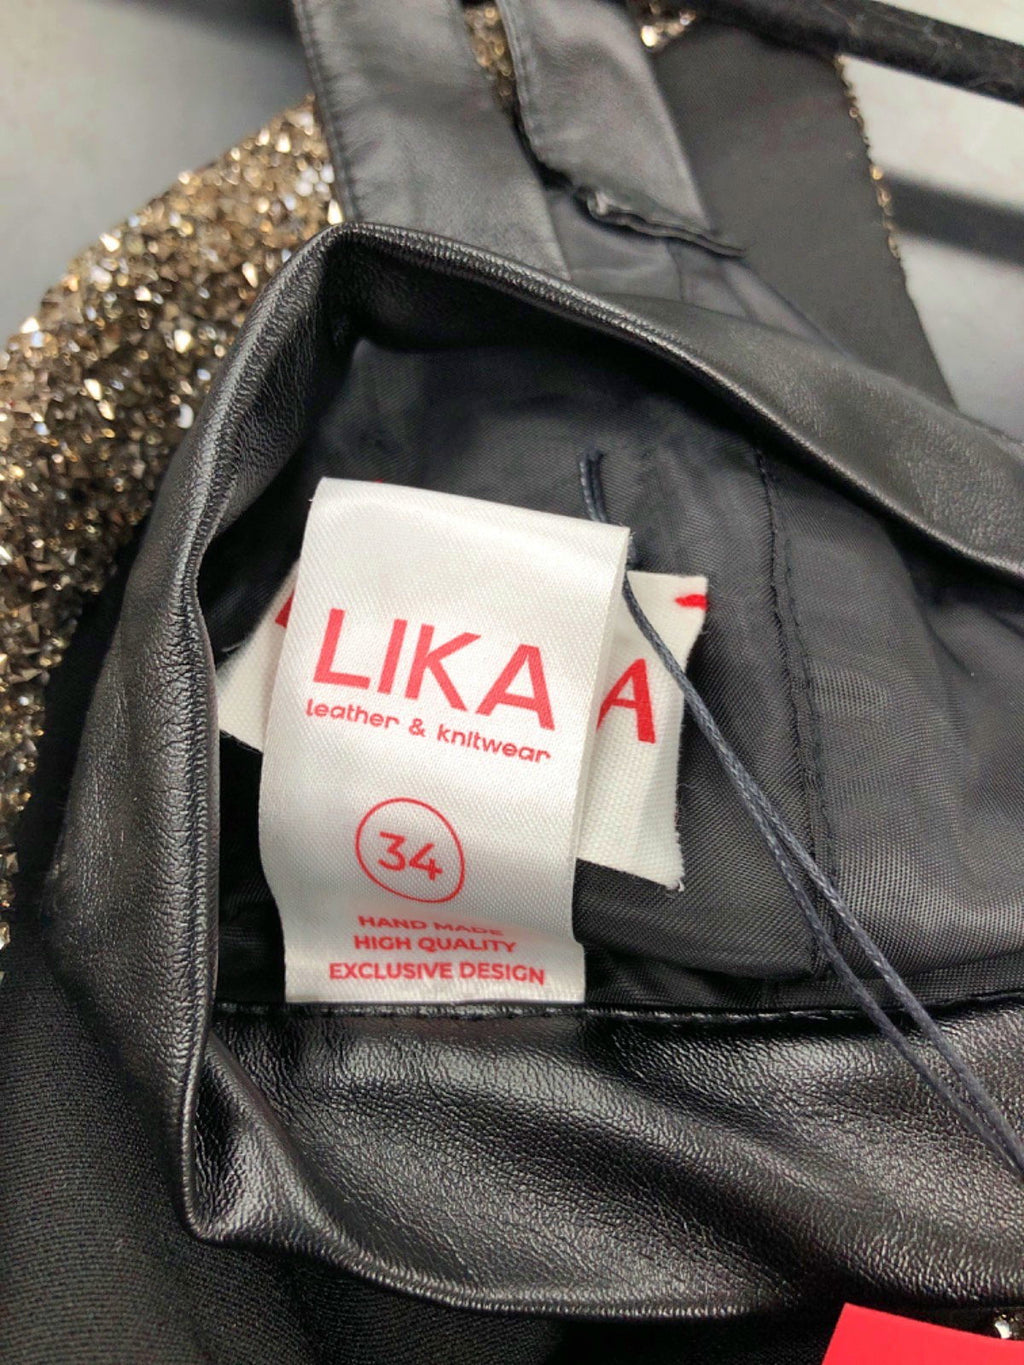 LIKA
leather & knitwear
34
HAND MADE
HIGH QUALITY
EXCLUSIVE DESIGN
A